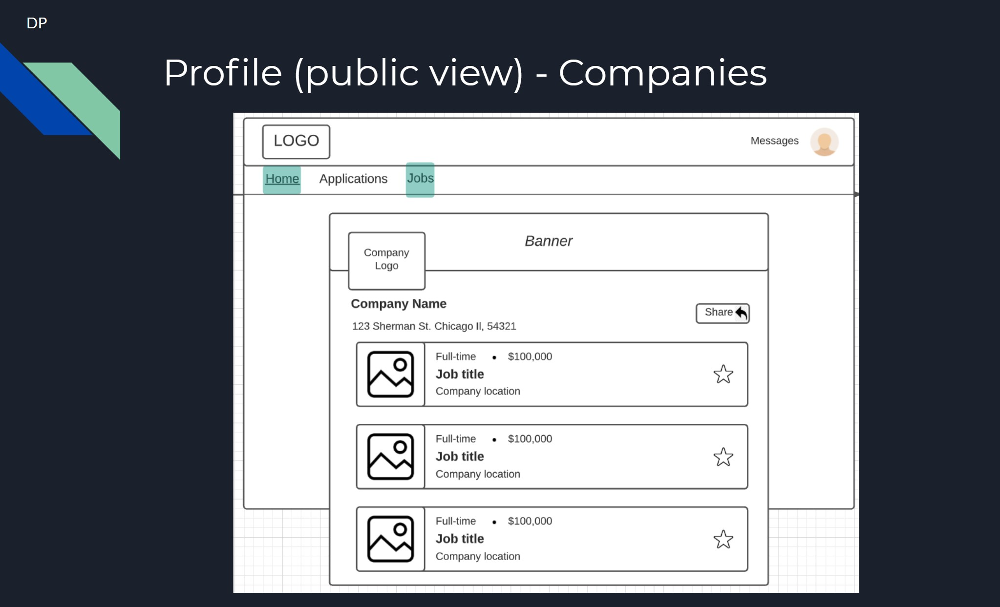 DP
Profile (public view) - Companies
LOGO
Messages
Home Applications Jobs
Banner
Company
Logo
Company Name
Share
123 Sherman St. Chicago Il, 54321
Full-time • $100,000
Job title
Company location
Full-time • $100,000
Job title
Company location
Full-time • $100,000
Job title
Company location